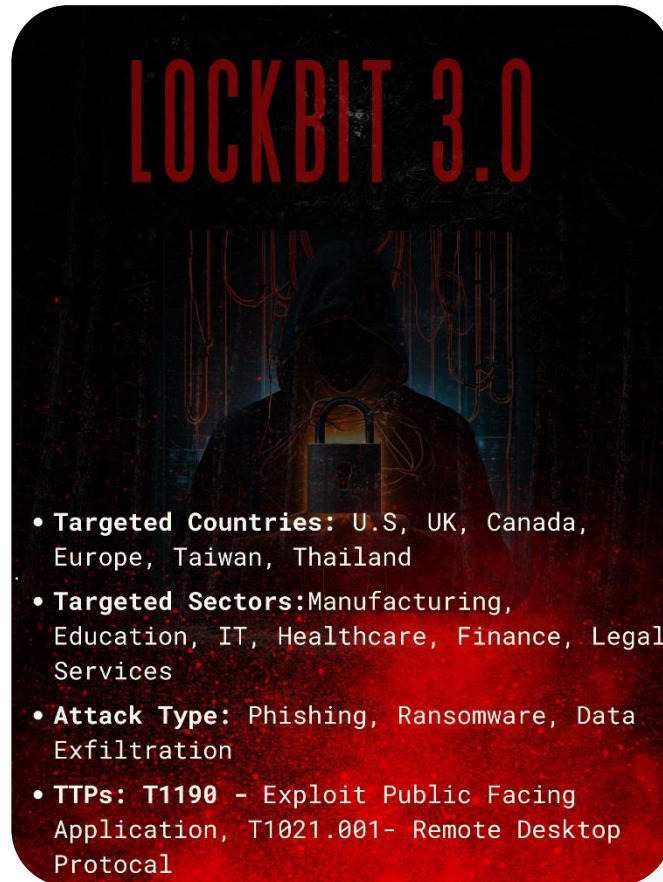 LOCKBIT 3.0
• Targeted Countries: U.S, UK, Canada,
Europe, Taiwan, Thailand
• Targeted Sectors:Manufacturing,
Education, IT, Healthcare, Finance, Legal
Services
• Attack Type: Phishing, Ransomware, Data
Exfiltration
• TTPs: T1190 - Exploit Public Facing
Application, T1021.001- Remote Desktop
Protocal